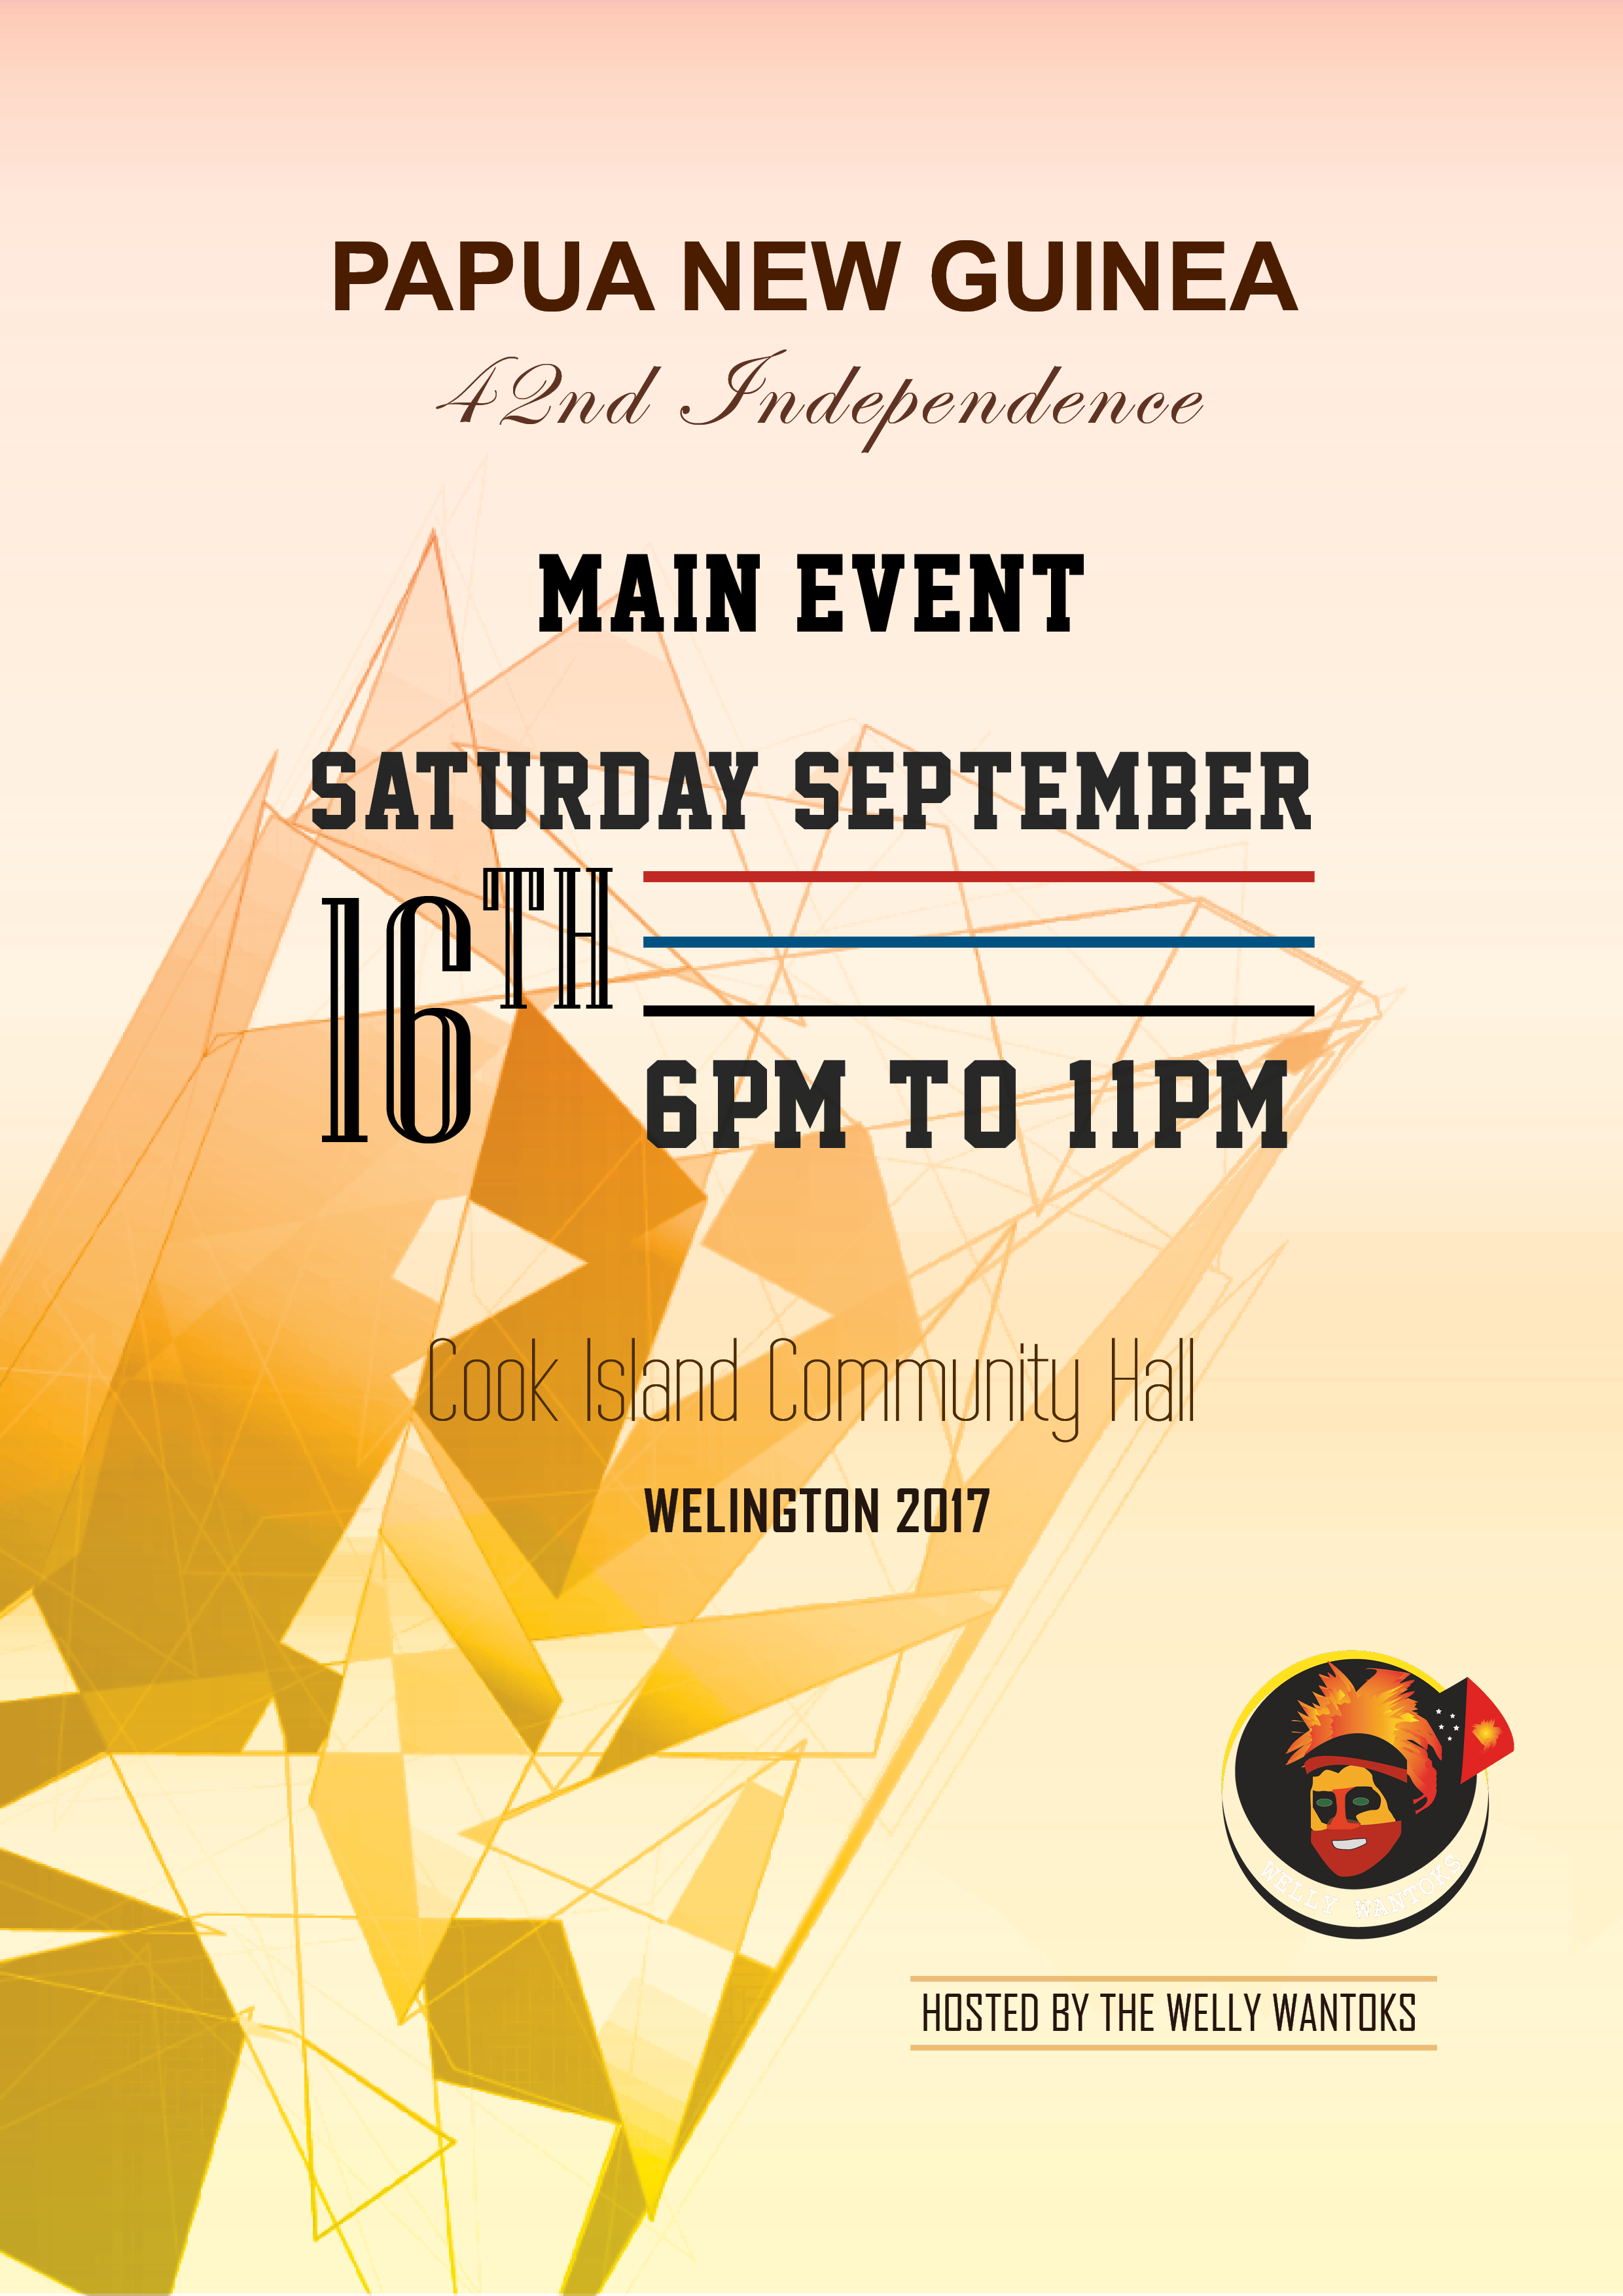 PAPUA NEW GUINEA
42nd Independence
MAIN EVENT
SATURDAY SEPTEMBER
16TH
6PM TO 11PM
Cook Island Community Hall
WELINGTON 2017
WELLY WANTOKS
HOSTED BY THE WELLY WANTOKS